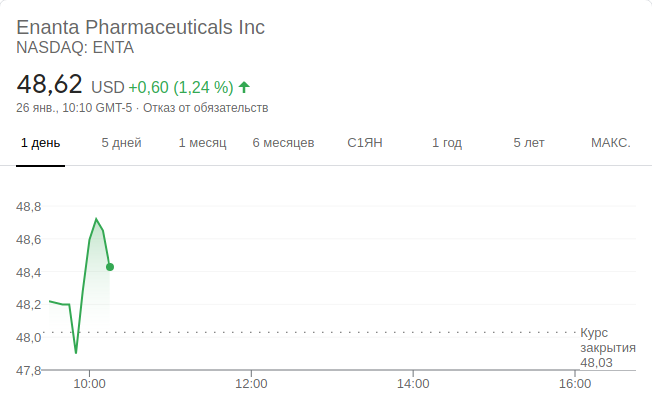 Enanta Pharmaceuticals Inc
NASDAQ: ENTA
48,62 USD +0,60 (1,24 %)
26 янв., 10:10 GMT-5 · Отказ от обязательств
1 день 5 дней 1 месяц 6 месяцев С1ЯН 1 год 5 лет МАКС.
48,8
48,6
48,4
48,2
48,0
47,8
Курс
закрытия
48,03
10:00 12:00 14:00 16:00